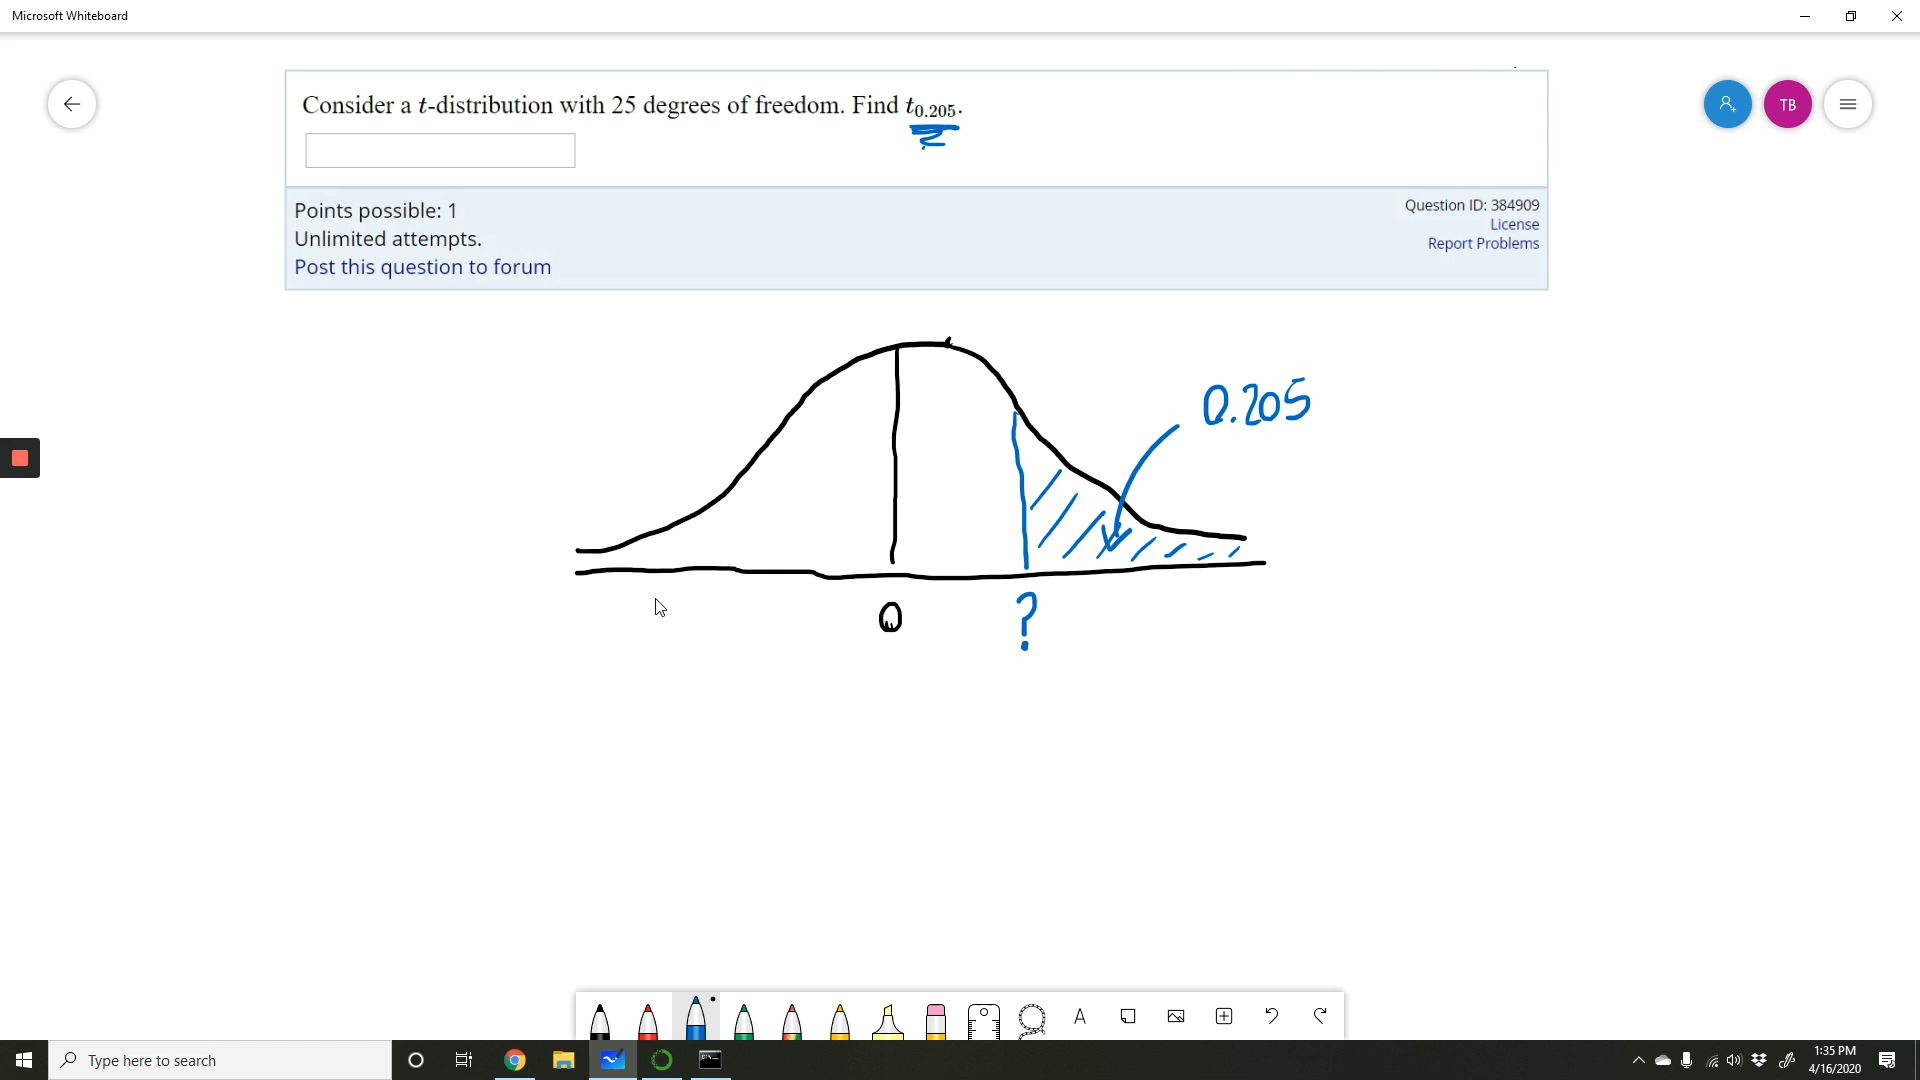 Microsoft Whiteboard
Consider a t-distribution with 25 degrees of freedom. Find t0.205.
TB
Points possible: 1
Unlimited attempts.
Post this question to forum
Question ID: 384909
License
Report Problems
0.205
0
?
A
Type here to search
1:35 PM
4/16/2020